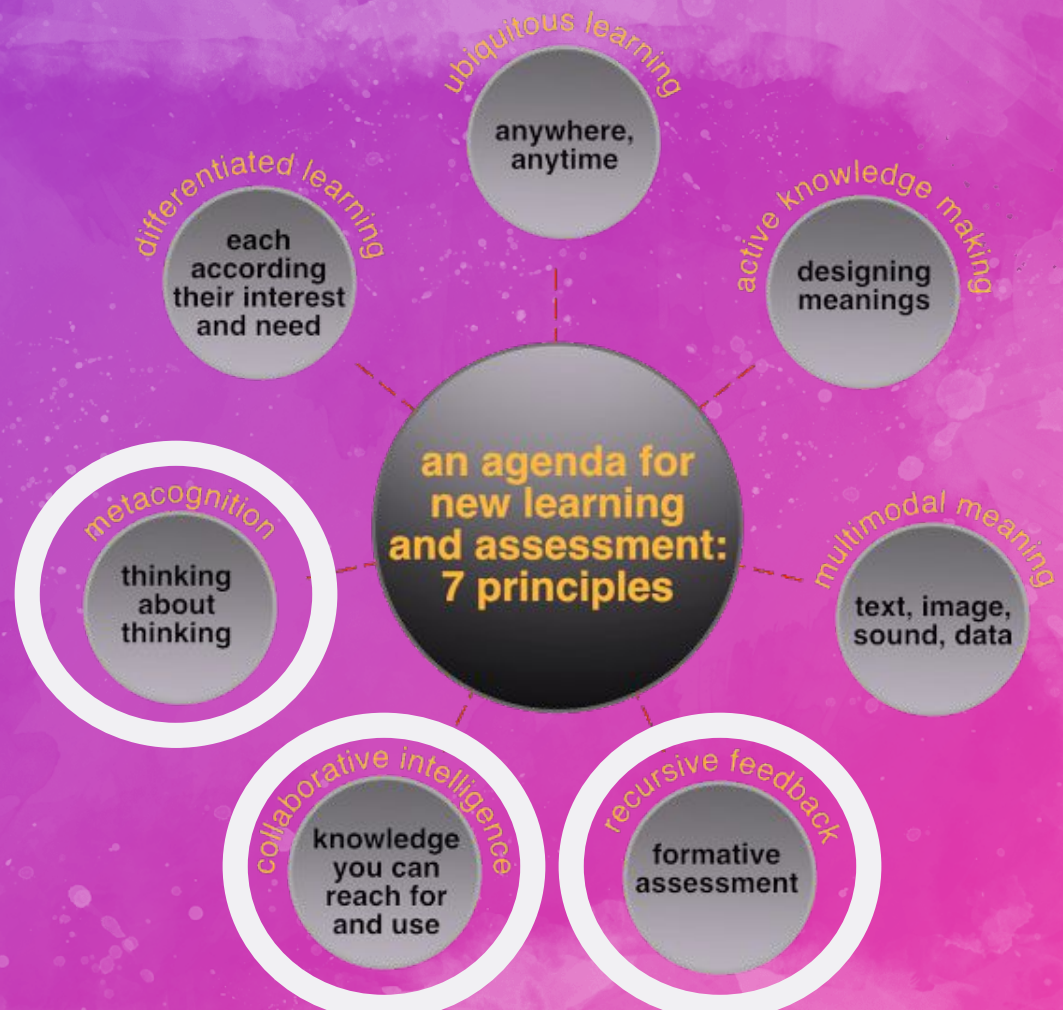 ubiquitous learning
anywhere,
anytime
differentiated learning
each
according
their interest
and need
active knowledge making
designing
meanings
an agenda for
new learning
and assessment:
7 principles
metacognition
thinking
about
thinking
multimodal meaning
text, image,
sound, data
collaborative intelligence
knowledge
you can
reach for
and use
recursive feedback
formative
assessment